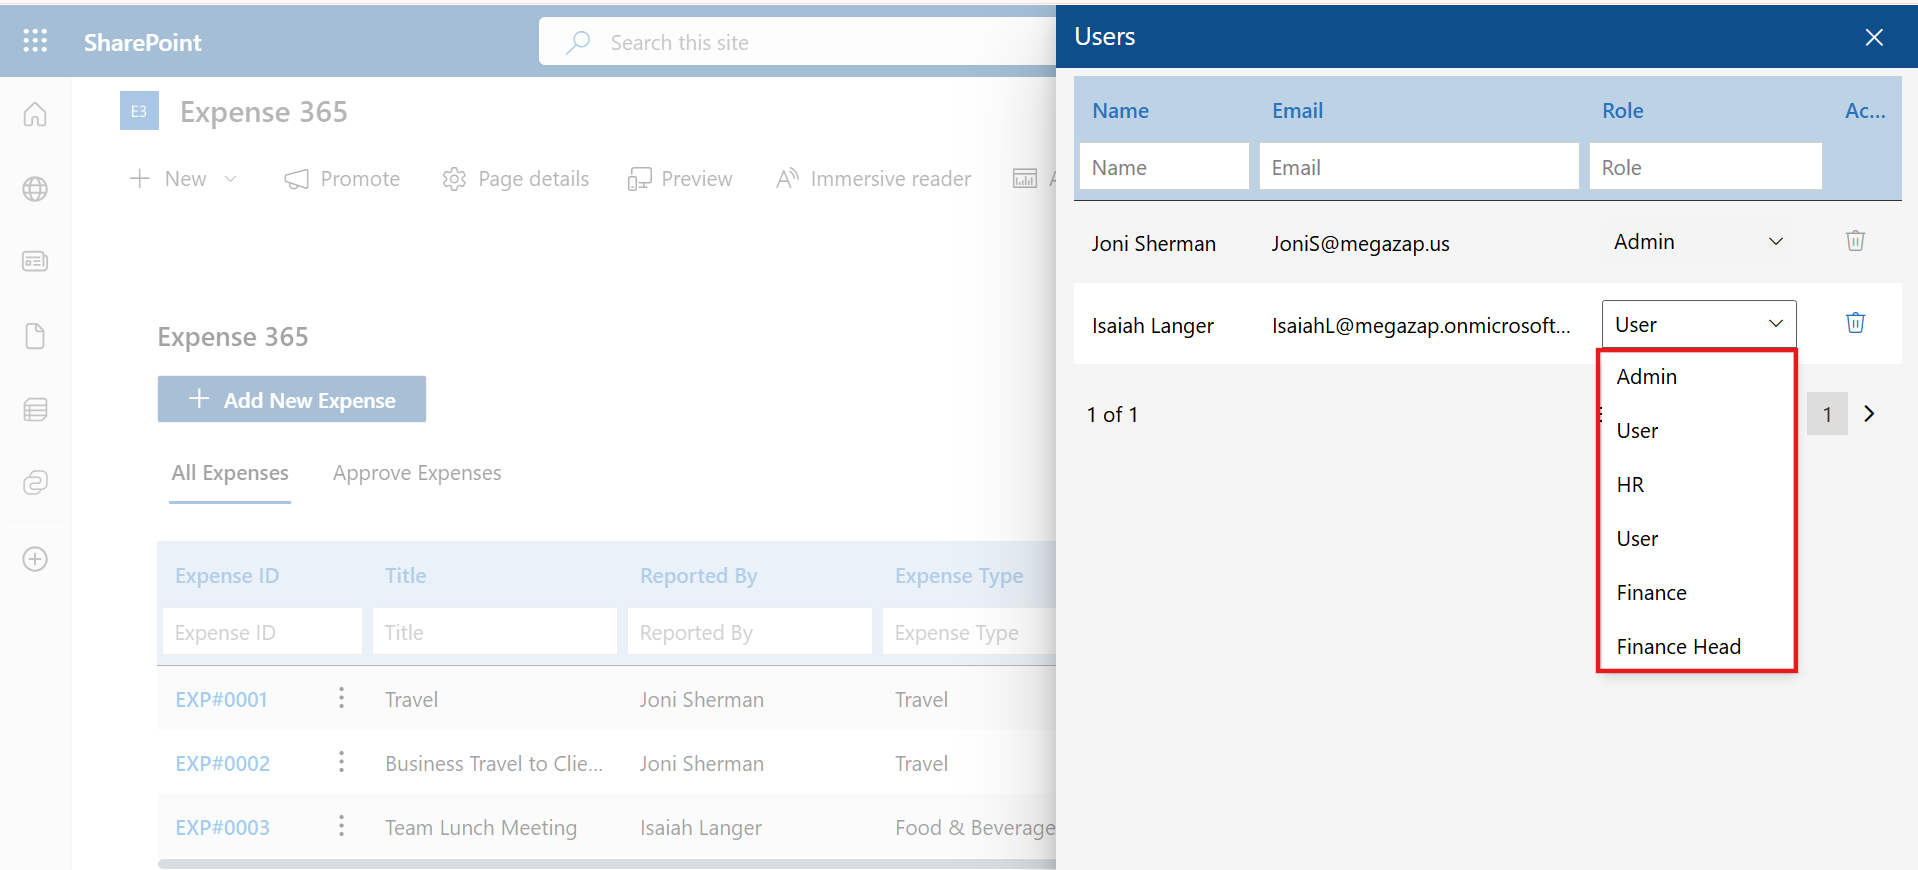 SharePoint
Search this site
E3
Expense 365
New
Promote
Page details
Preview
Immersive reader
Expense 365
Add New Expense
All Expenses
Approve Expenses
Expense ID Title Reported By Expense Type
Expense ID Title Reported By Expense Type
EXP#0001 Travel Joni Sherman Travel
EXP#0002 Business Travel to Clie... Joni Sherman Travel
EXP#0003 Team Lunch Meeting Isaiah Langer Food & Beverage
Users
Name Email Role Ac...
Name Email Role
Joni Sherman JoniS@megazap.us Admin
Isaiah Langer IsaiahL@megazap.onmicrosoft... User
Admin
User
HR
User
Finance
Finance Head
1 of 1
1